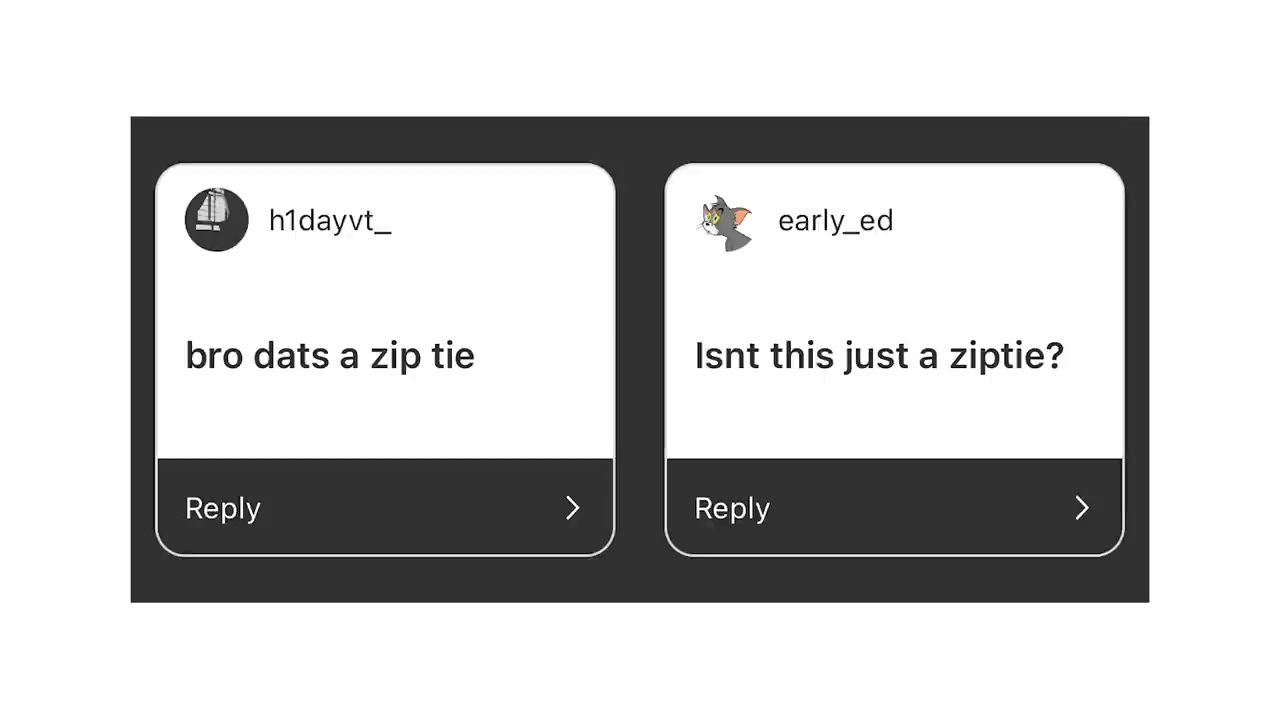 h1dayvt_
bro dats a zip tie
Reply
early_ed
Isnt this just a ziptie?
Reply